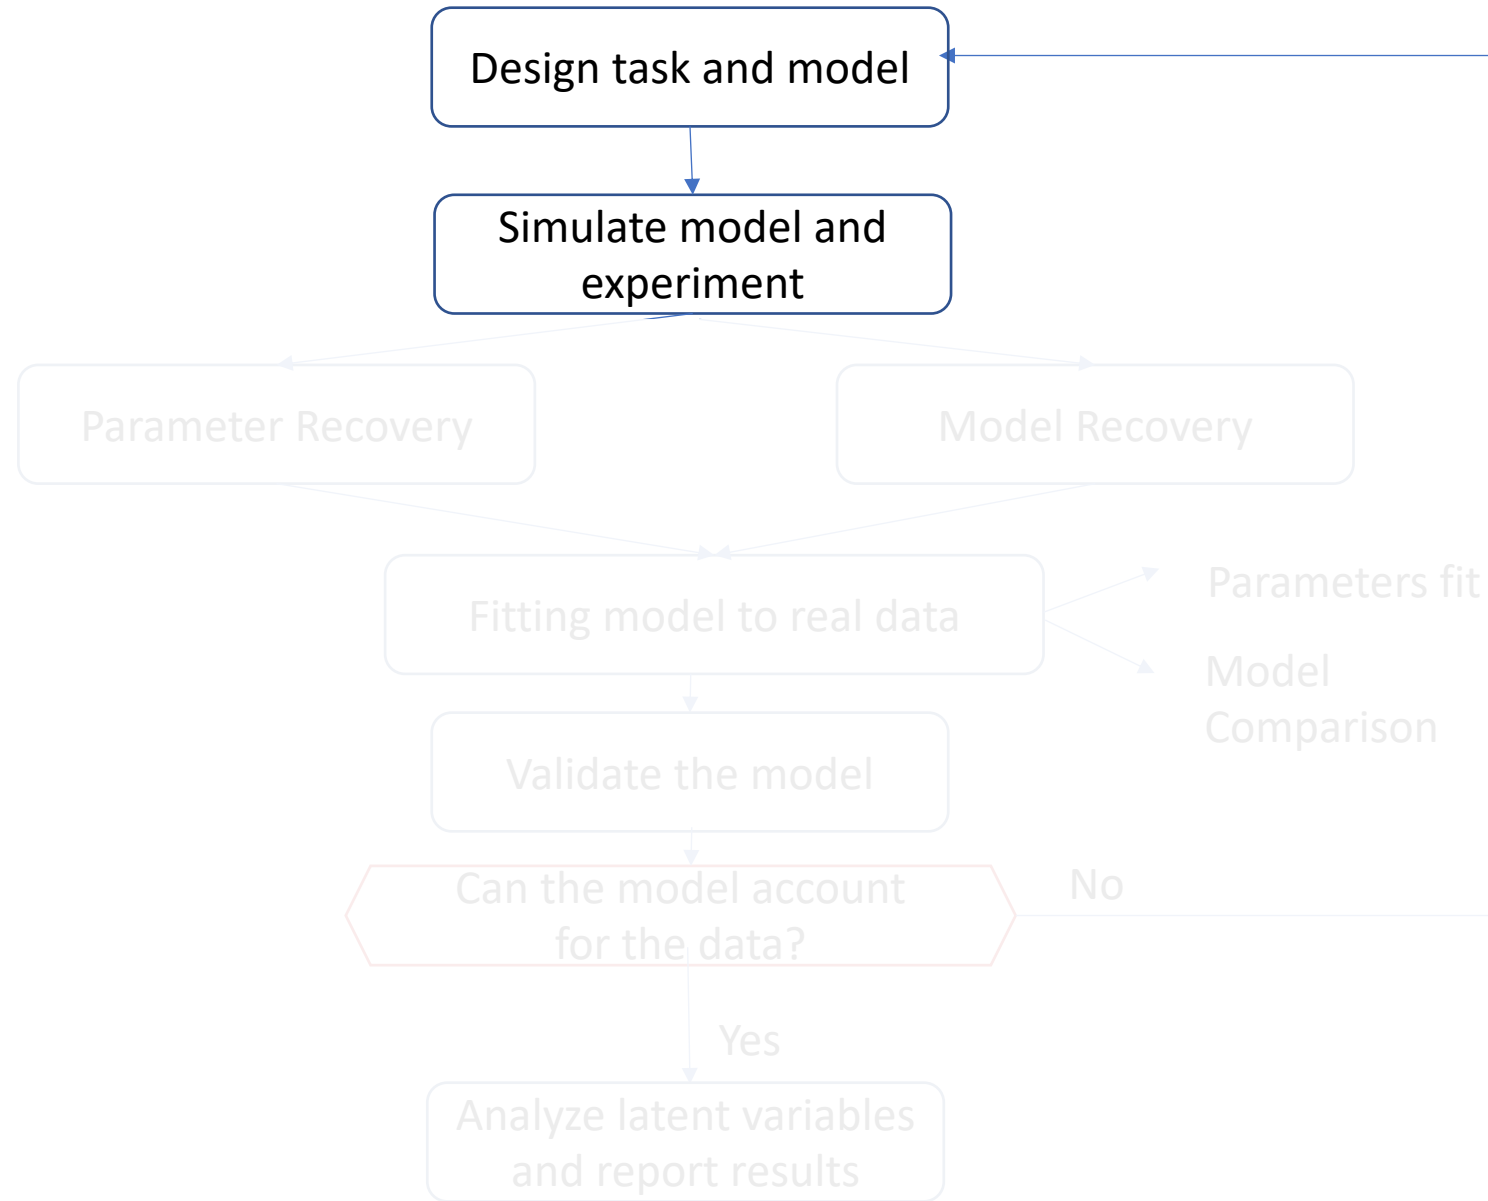 Design task and model
Simulate model and
experiment
Parameter Recovery
Model Recovery
Fitting model to real data
Parameters fit
Model
Comparison
Validate the model
Can the model account
for the data?
No
Yes
Analyze latent variables
and report results